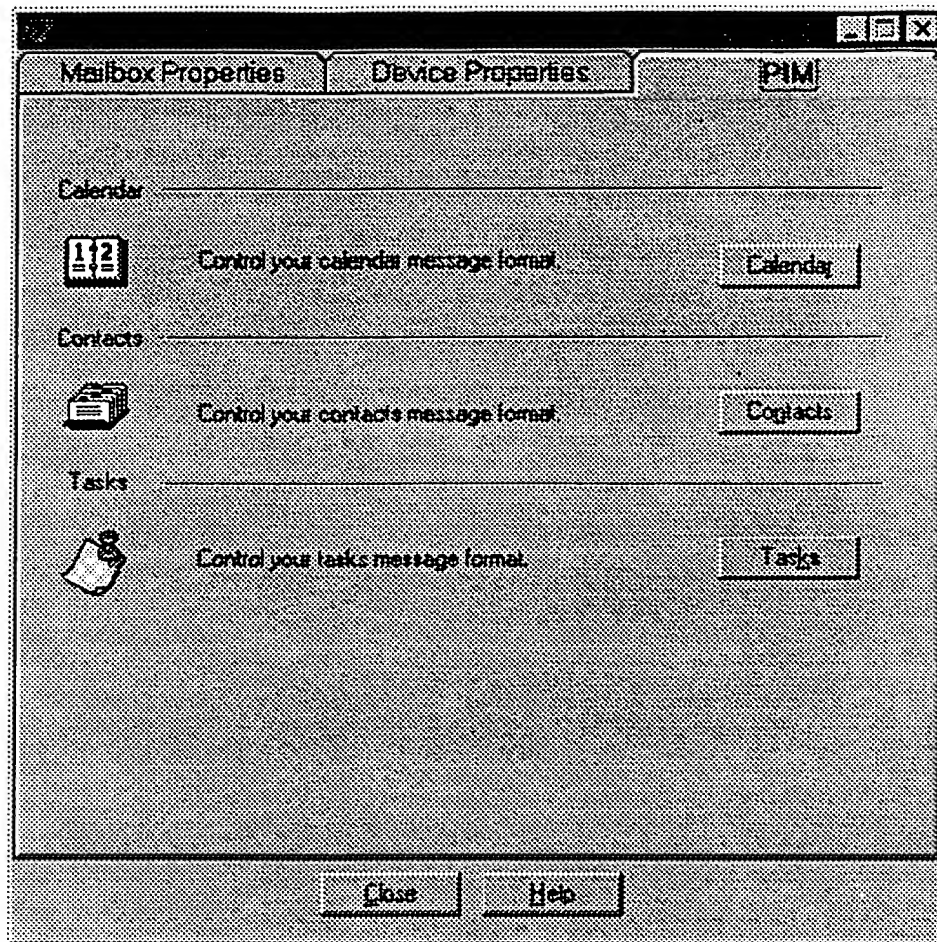 Mailbox Properties Device Properties PIM
Calendar
12
Control your calendar message format. Calendar
Contacts
Control your contacts message format. Contacts
Tasks
Control your tasks message format. Tasks
Close Help